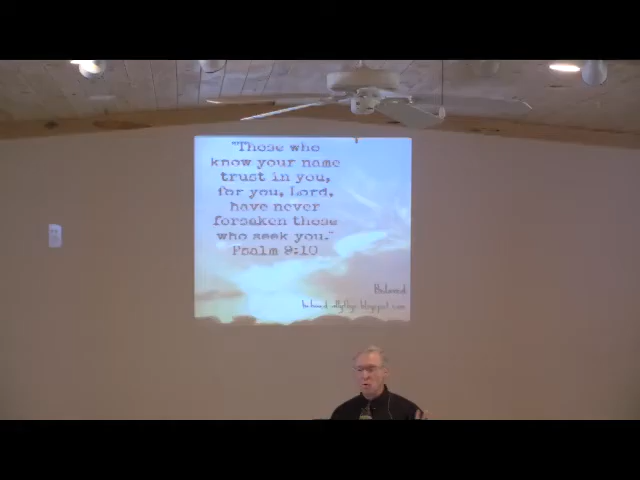 "Those who
know your name
trust in you,
for you, Lord,
have never
forsaken those
who seek you."
Psalm 9:10
Beloved